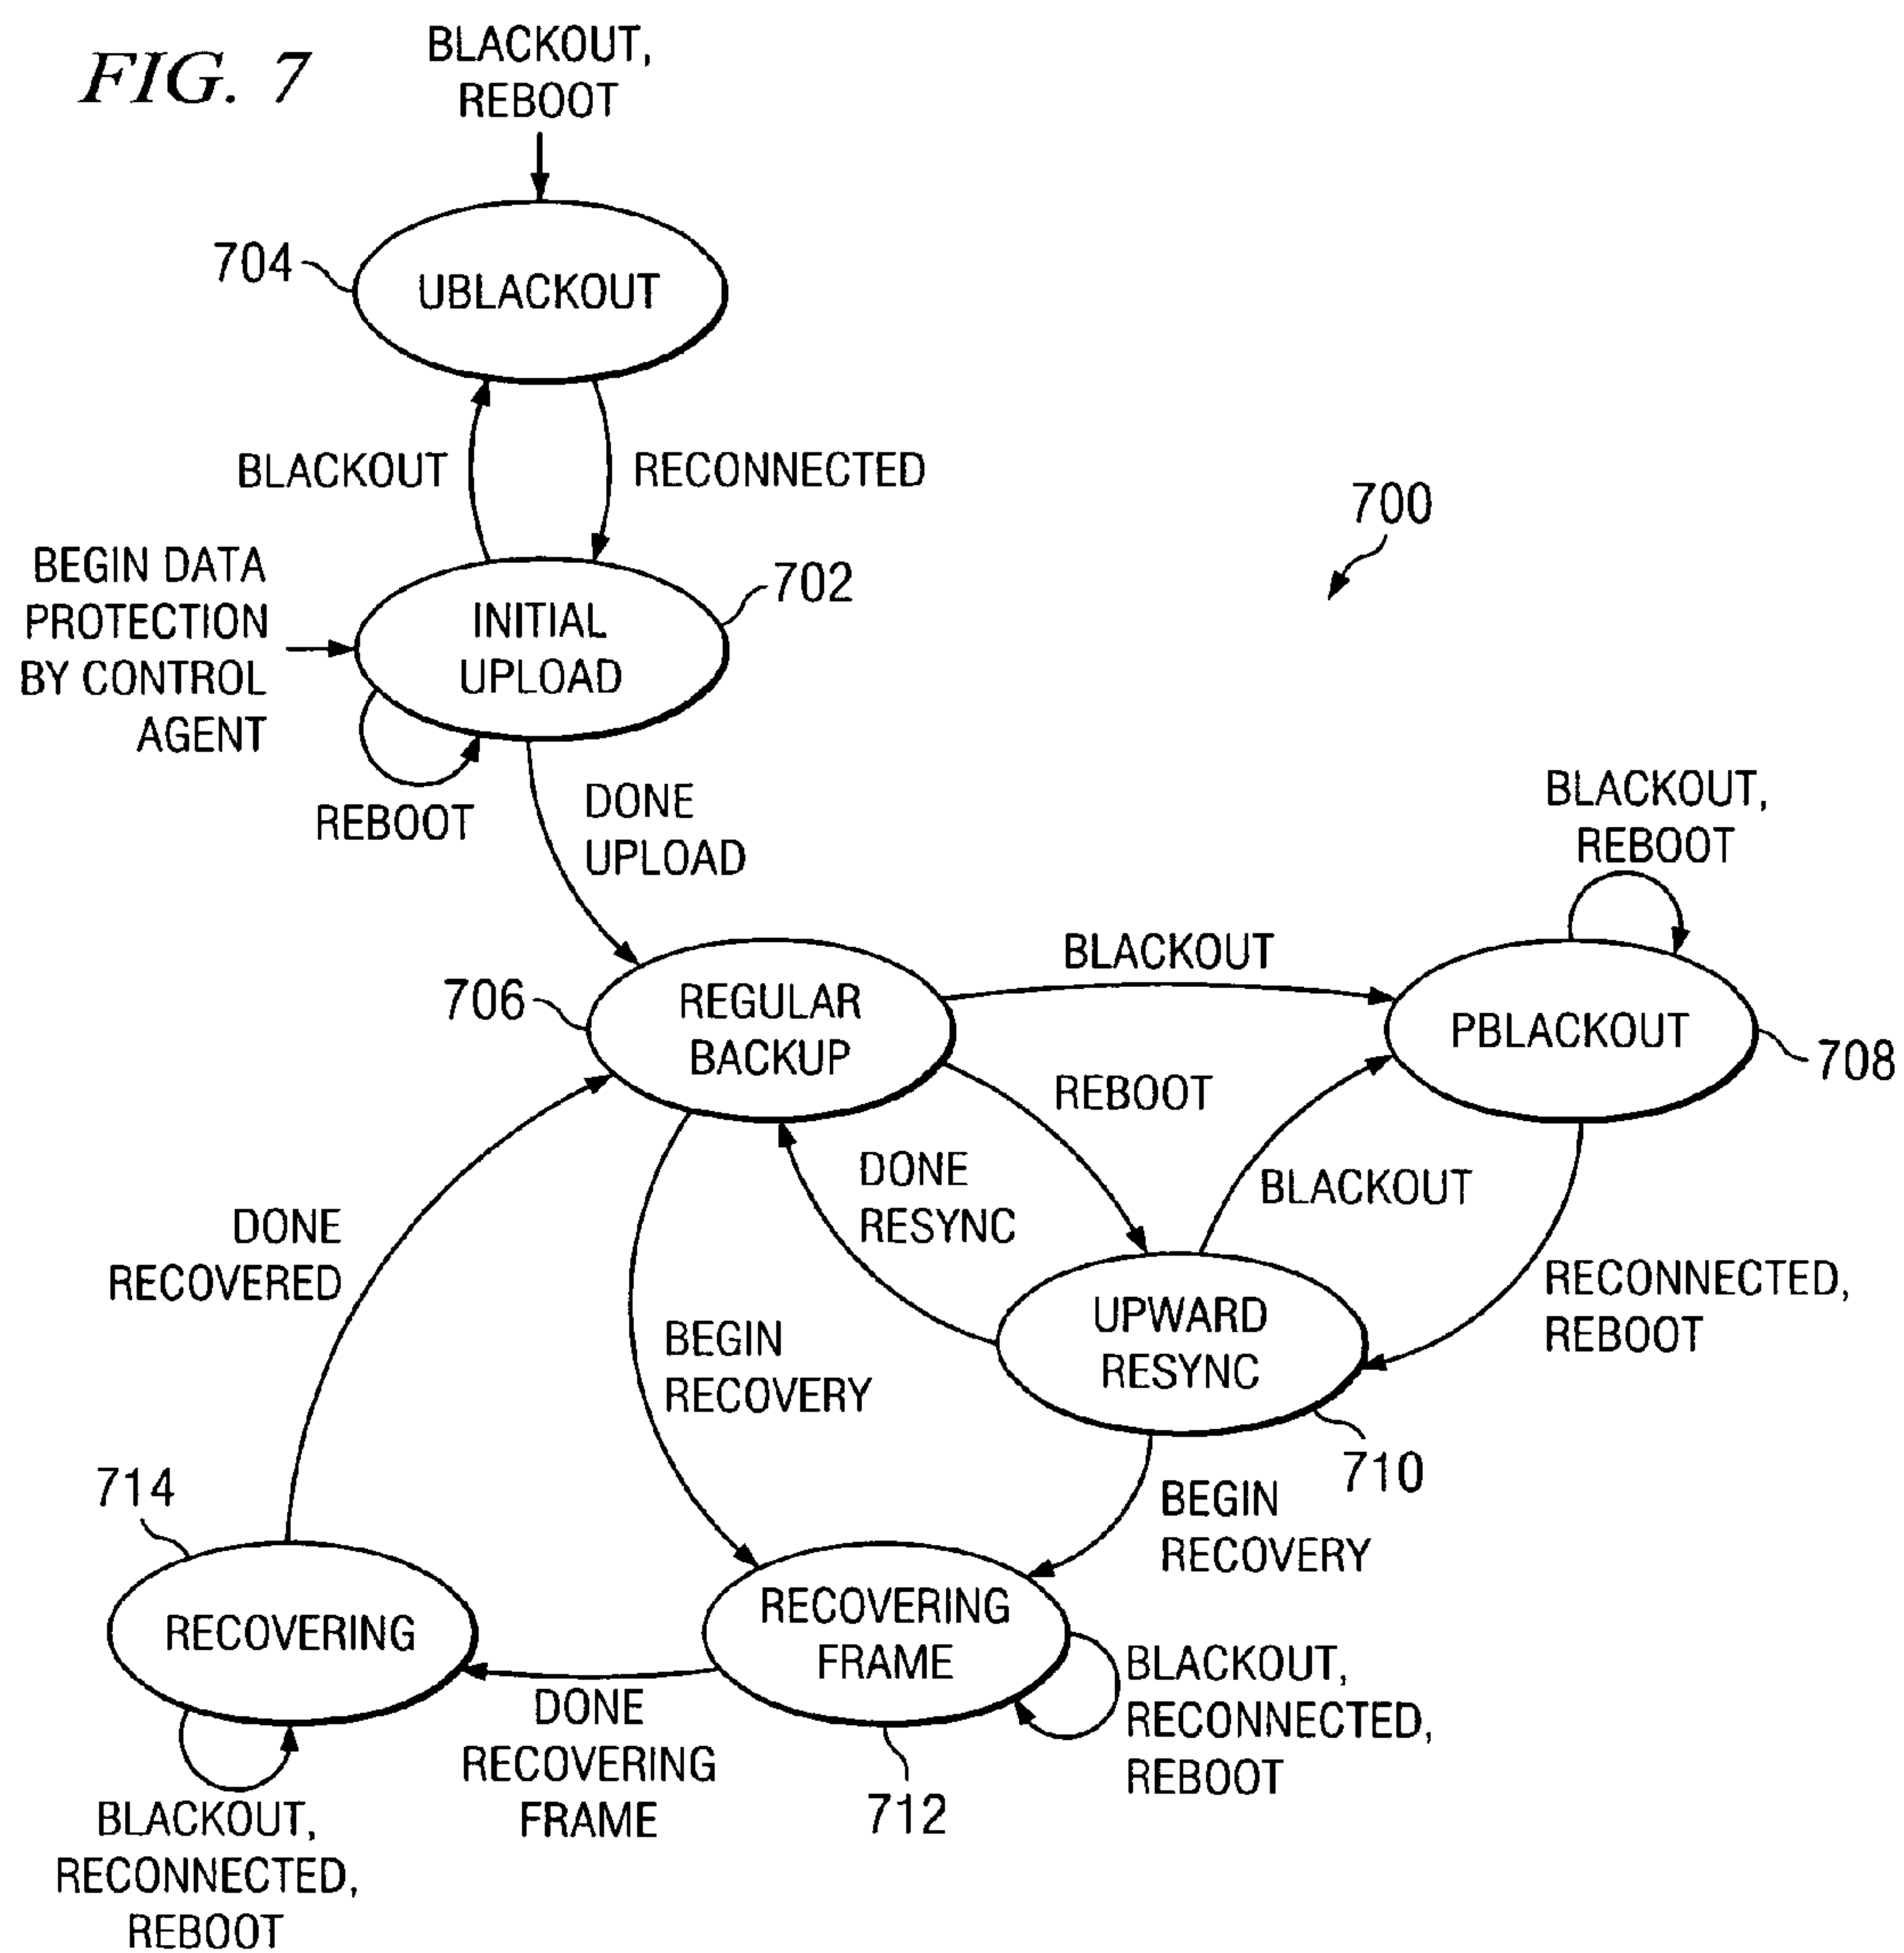 FIG. 7
BLACKOUT,
REBOOT
704
UBLACKOUT
BLACKOUT
RECONNECTED
700
BEGIN DATA
PROTECTION
BY CONTROL
AGENT
702
INITIAL
UPLOAD
REBOOT
DONE
UPLOAD
BLACKOUT,
REBOOT
706
REGULAR
BACKUP
BLACKOUT
PBLACKOUT
708
REBOOT
DONE
RESYNC
BLACKOUT
DONE
RECOVERED
RECONNECTED,
REBOOT
UPWARD
RESYNC
BEGIN
RECOVERY
710
714
BEGIN
RECOVERY
RECOVERING
RECOVERING
FRAME
BLACKOUT,
RECONNECTED,
REBOOT
DONE
RECOVERING
FRAME
712
BLACKOUT,
RECONNECTED,
REBOOT